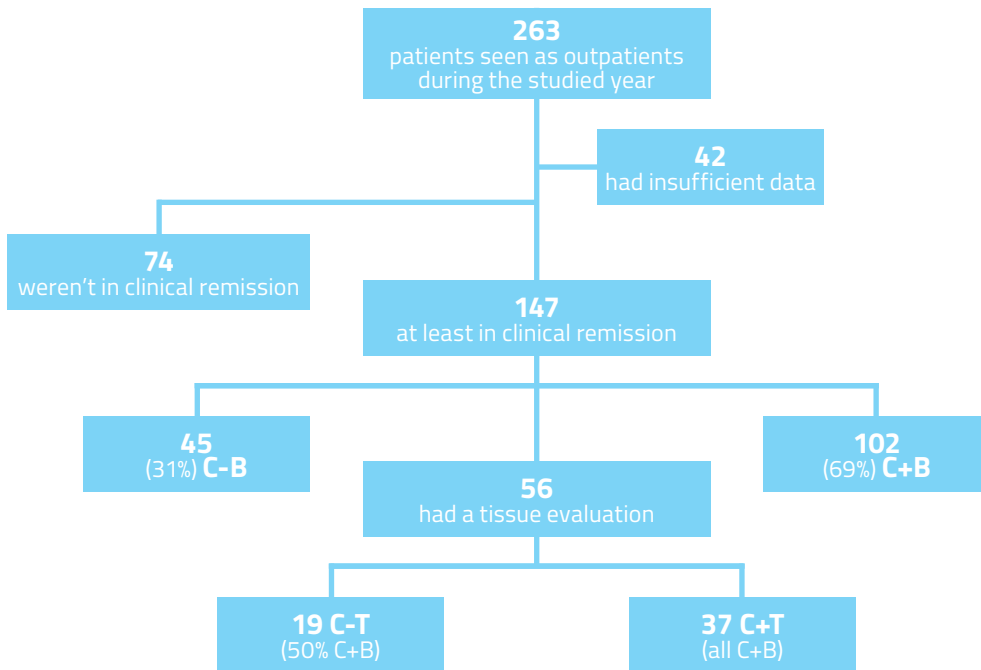 263
patients seen as outpatients
during the studied year
42
had insufficient data
74
weren't in clinical remission
147
at least in clinical remission
45
(31%) C-B
102
(69%) C+B
56
had a tissue evaluation
19 C-T
(50% C+B)
37 C+T
(all C+B)